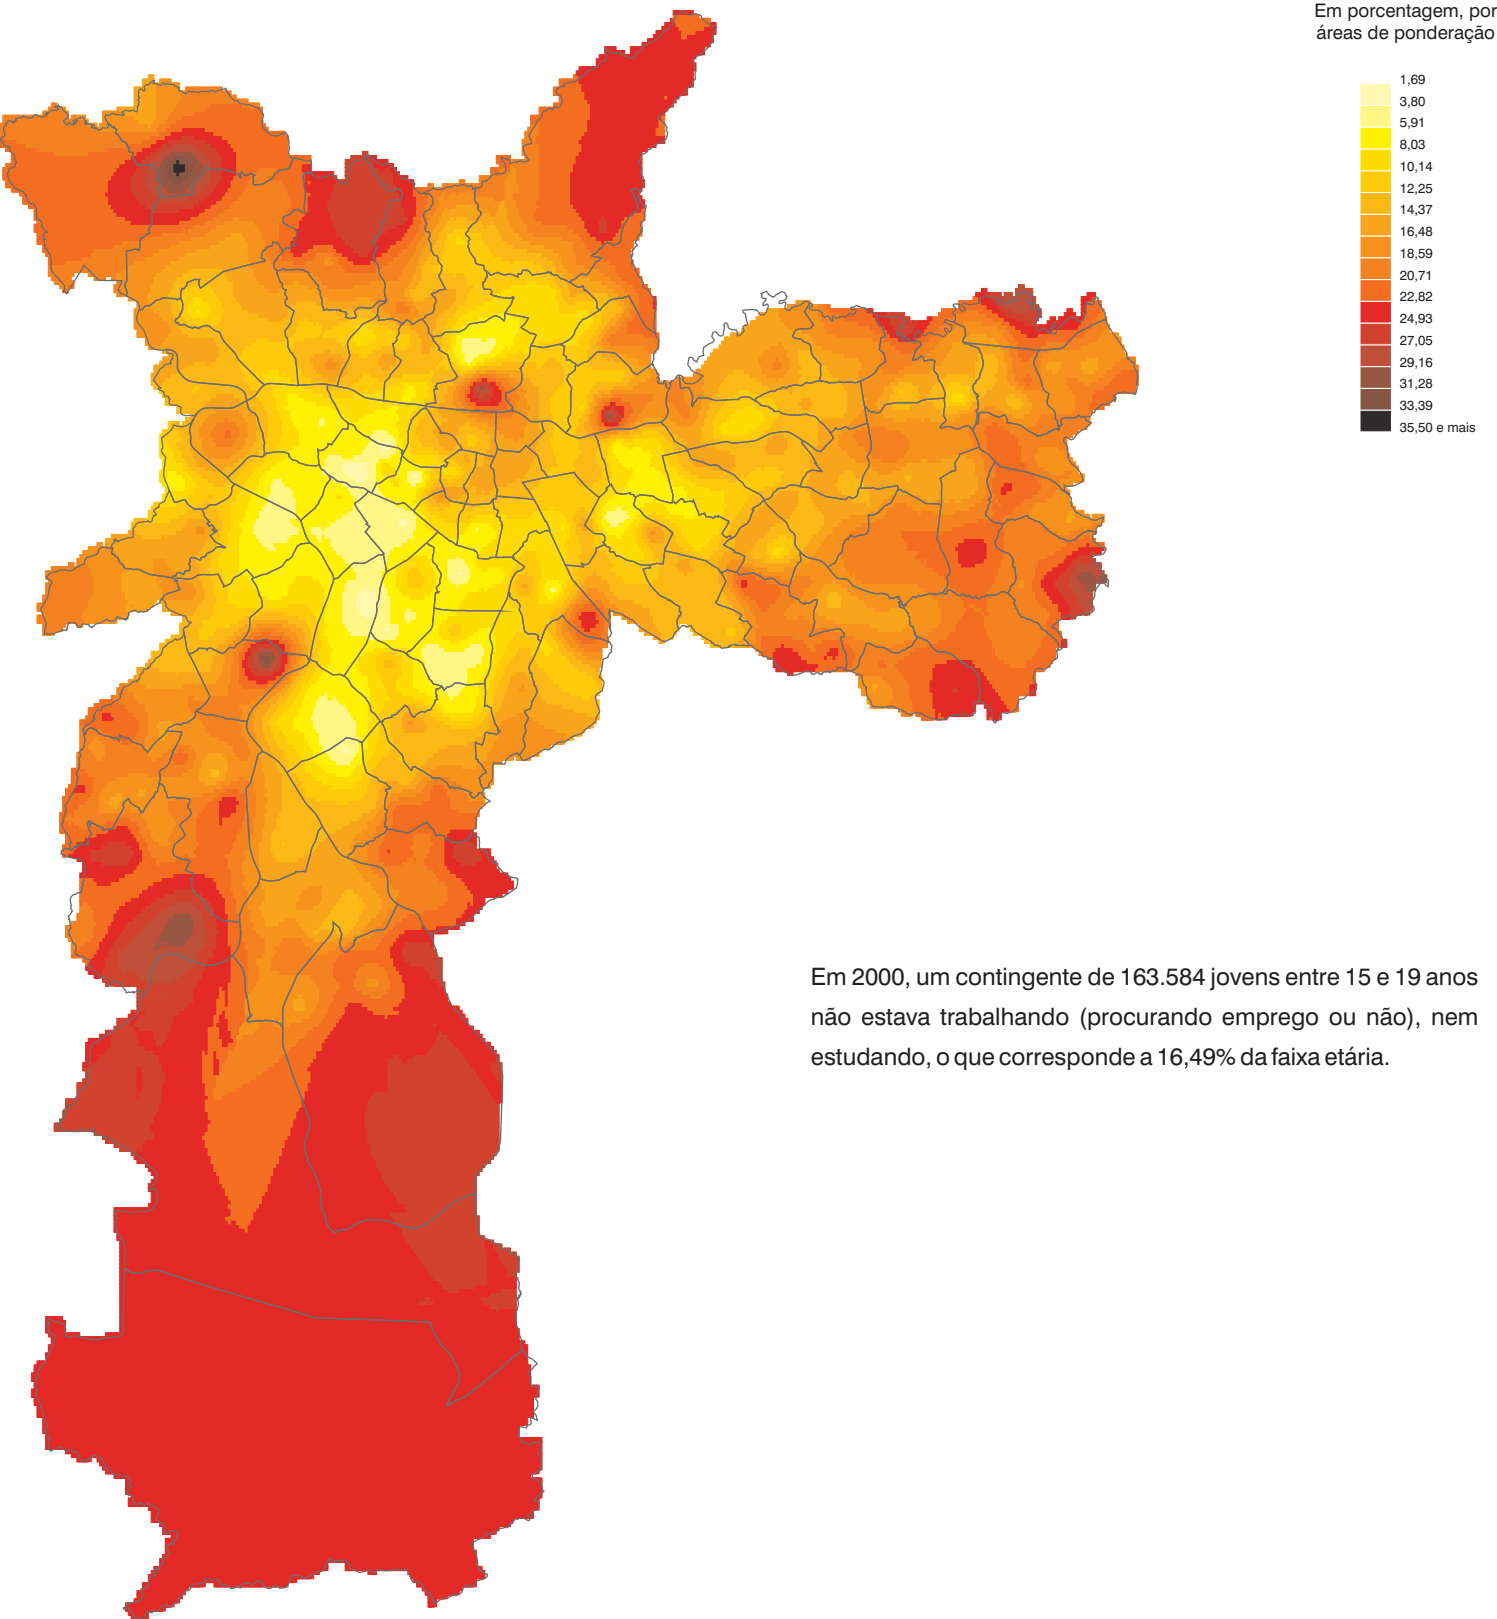 Em porcentagem, por
áreas de ponderação
1,69
3,80
5,91
8,03
10,14
12,25
14,37
16,48
18,59
20,71
22,82
24,93
27,05
29,16
31,28
33,39
35,50 e mais
Em 2000, um contingente de 163.584 jovens entre 15 e 19 anos
não estava trabalhando (procurando emprego ou não), nem
estudando, o que corresponde a 16,49% da faixa etária.